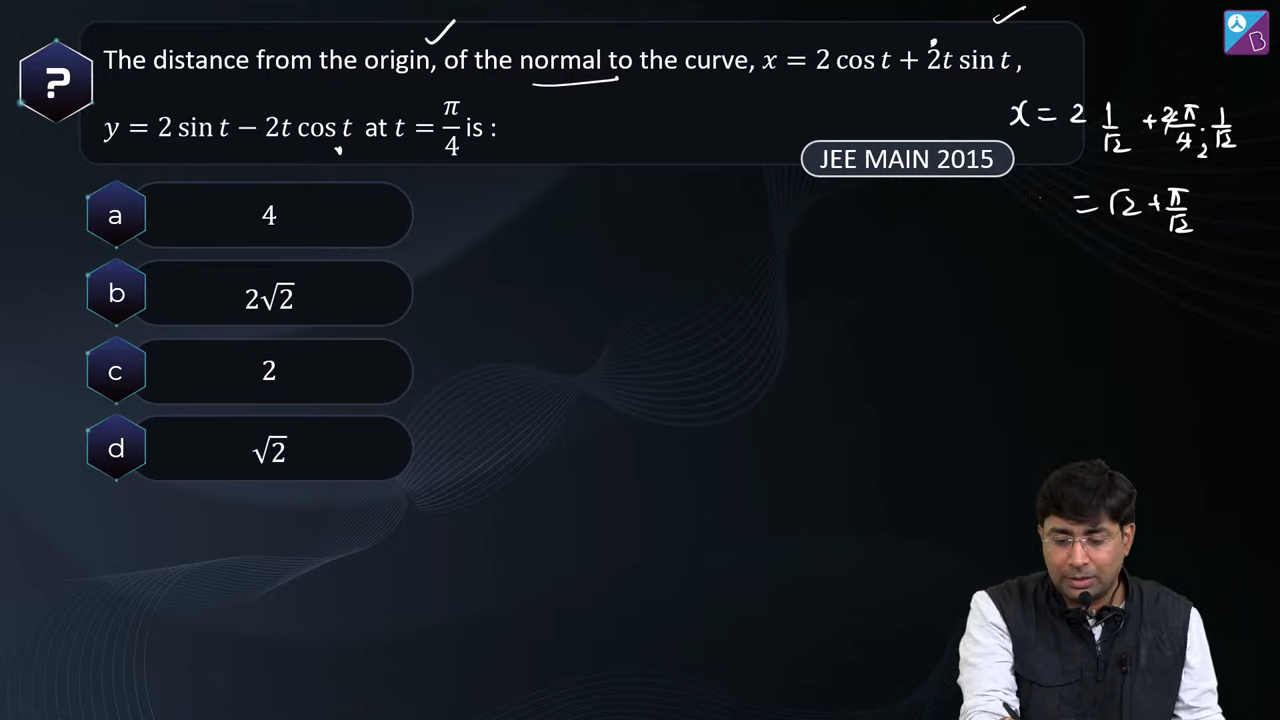 ?
The distance from the origin, of the normal to the curve, x = 2 cos t + 2t sin t,
y = 2 sin t − 2t cos t at t = π/4 is :
JEE MAIN 2015
a 4
b 2√2
c 2
d √2
x = 2 1/√2 + 2π/4 · 1/√2
2
= √2 + π/√2
B